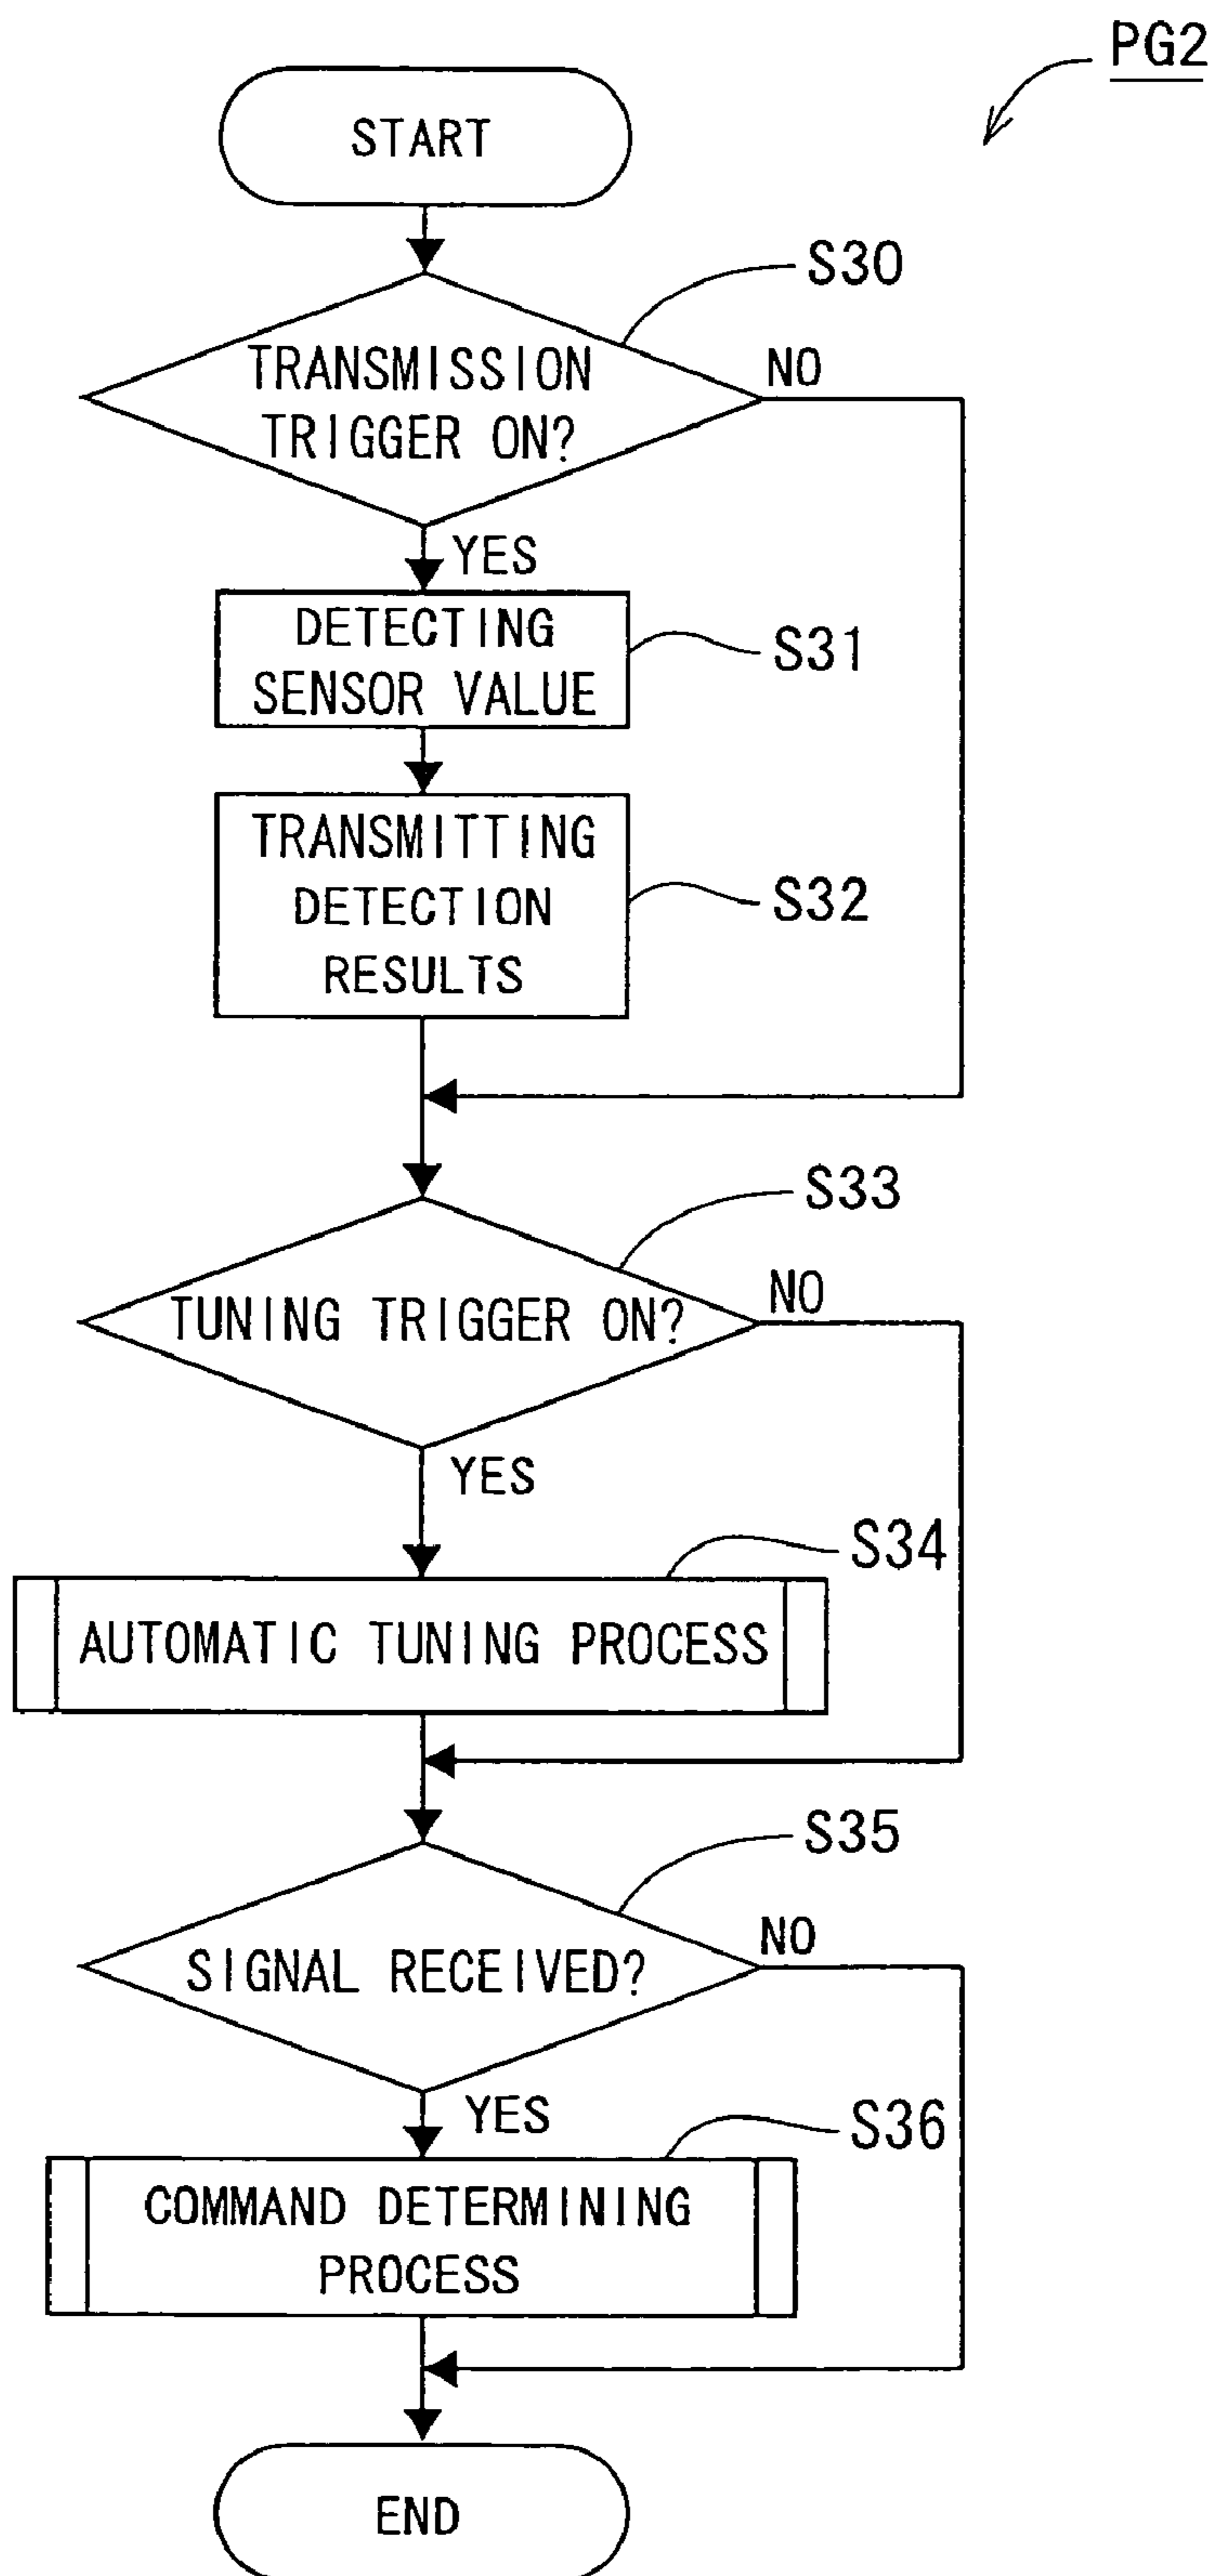 PG2
START
S30
TRANSMISSION
TRIGGER ON?
NO
YES
DETECTING
SENSOR VALUE
S31
TRANSMITTING
DETECTION
RESULTS
S32
S33
TUNING TRIGGER ON?
NO
YES
S34
AUTOMATIC TUNING PROCESS
S35
SIGNAL RECEIVED?
NO
YES
S36
COMMAND DETERMINING
PROCESS
END